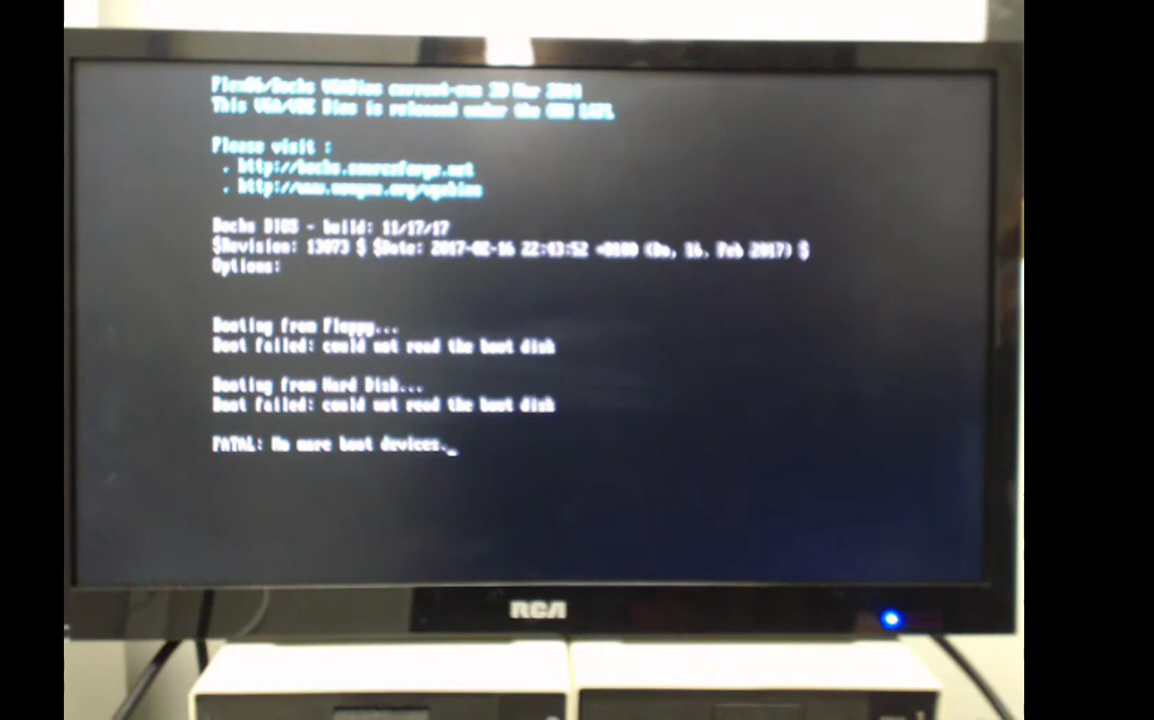 Plex86/Bochs VGABios current-cvs 20 Mar 2004
This VGA/VBE Bios is released under the GNU LGPL
Please visit :
. http://bochs.sourceforge.net
. http://www.nongnu.org/vgabios
Bochs BIOS - build: 11/17/17
$Revision: 13073 $ $Date: 2017-02-16 22:43:52 +0100 (Do, 16. Feb 2017) $
Options:
Booting from Floppy...
Boot failed: could not read the boot disk
Booting from Hard Disk...
Boot failed: could not read the boot disk
FATAL: No more boot devices._
RCA